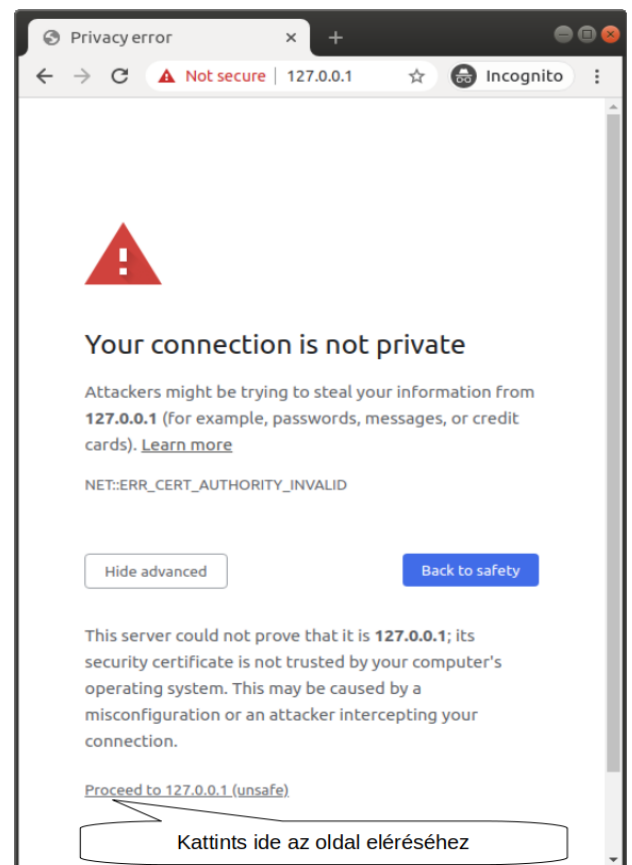 Privacy error
Not secure | 127.0.0.1
Incognito
Your connection is not private
Attackers might be trying to steal your information from
127.0.0.1 (for example, passwords, messages, or credit
cards). Learn more
NET::ERR_CERT_AUTHORITY_INVALID
Hide advanced
Back to safety
This server could not prove that it is 127.0.0.1; its
security certificate is not trusted by your computer's
operating system. This may be caused by a
misconfiguration or an attacker intercepting your
connection.
Proceed to 127.0.0.1 (unsafe)
Kattints ide az oldal eléréséhez